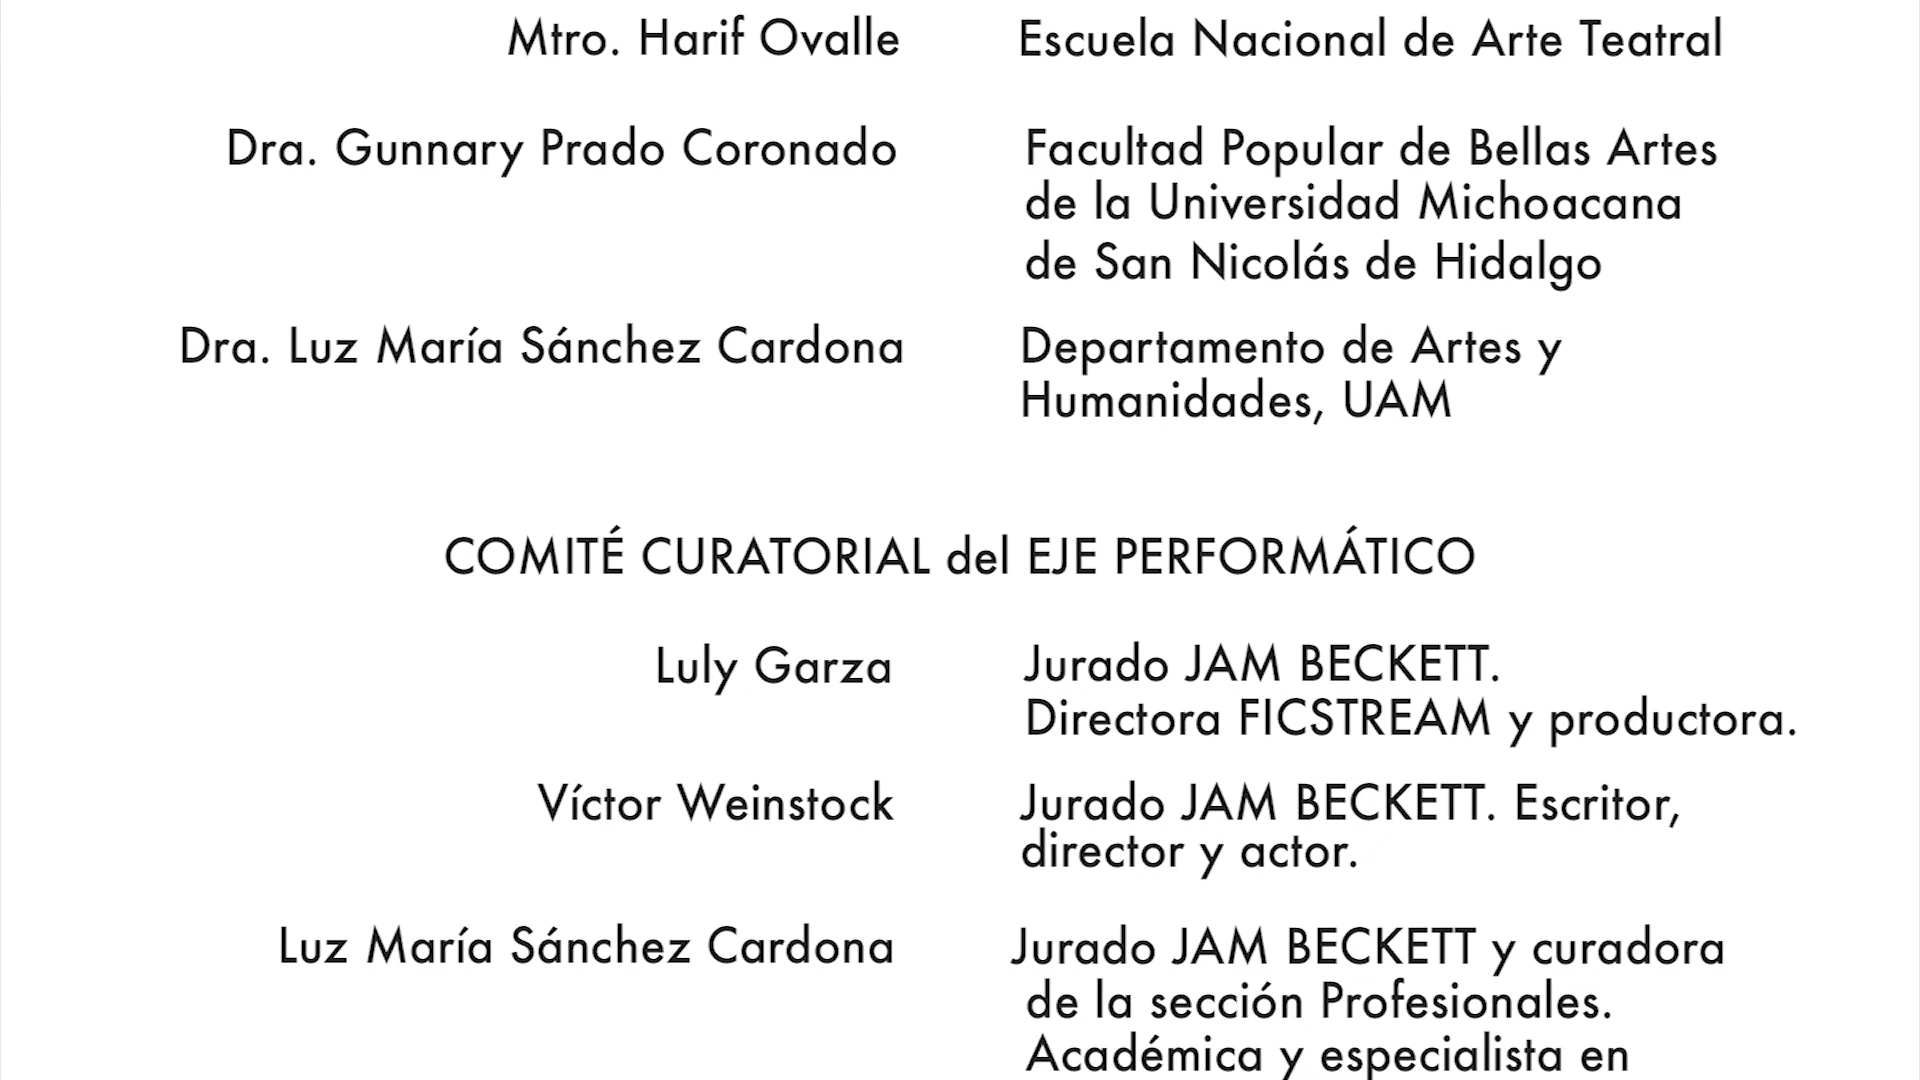 Mtro. Harif Ovalle Escuela Nacional de Arte Teatral
Dra. Gunnary Prado Coronado Facultad Popular de Bellas Artes
de la Universidad Michoacana
de San Nicolás de Hidalgo
Dra. Luz María Sánchez Cardona Departamento de Artes y
Humanidades, UAM
COMITÉ CURATORIAL del EJE PERFORMÁTICO
Luly Garza Jurado JAM BECKETT.
Directora FICSTREAM y productora.
Víctor Weinstock Jurado JAM BECKETT. Escritor,
director y actor.
Luz María Sánchez Cardona Jurado JAM BECKETT y curadora
de la sección Profesionales.
Académica y especialista en